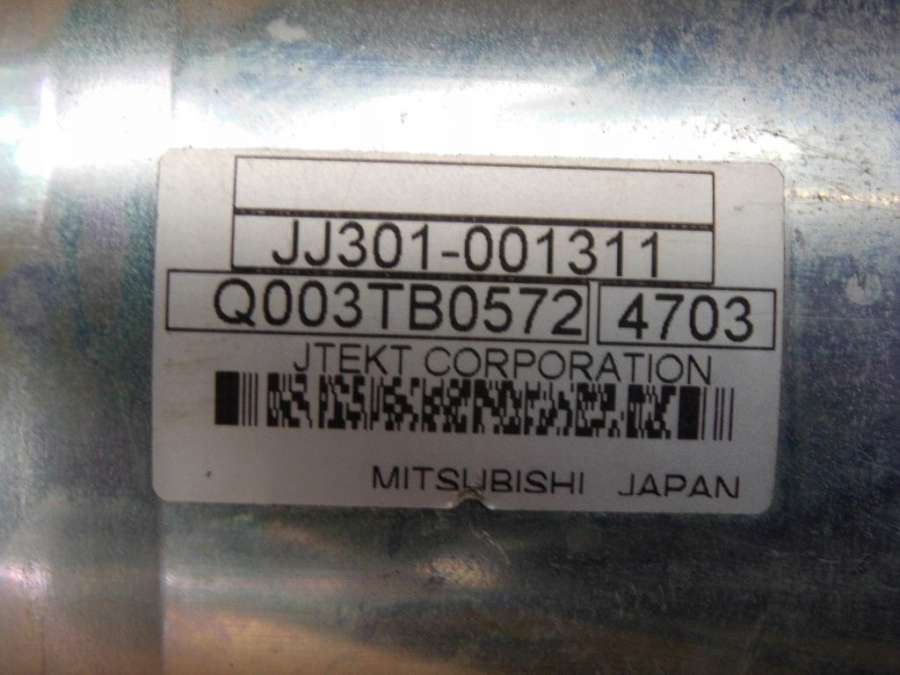 JJ301-001311
Q003TB0572 4703
JTEKT CORPORATION
MITSUBISHI JAPAN